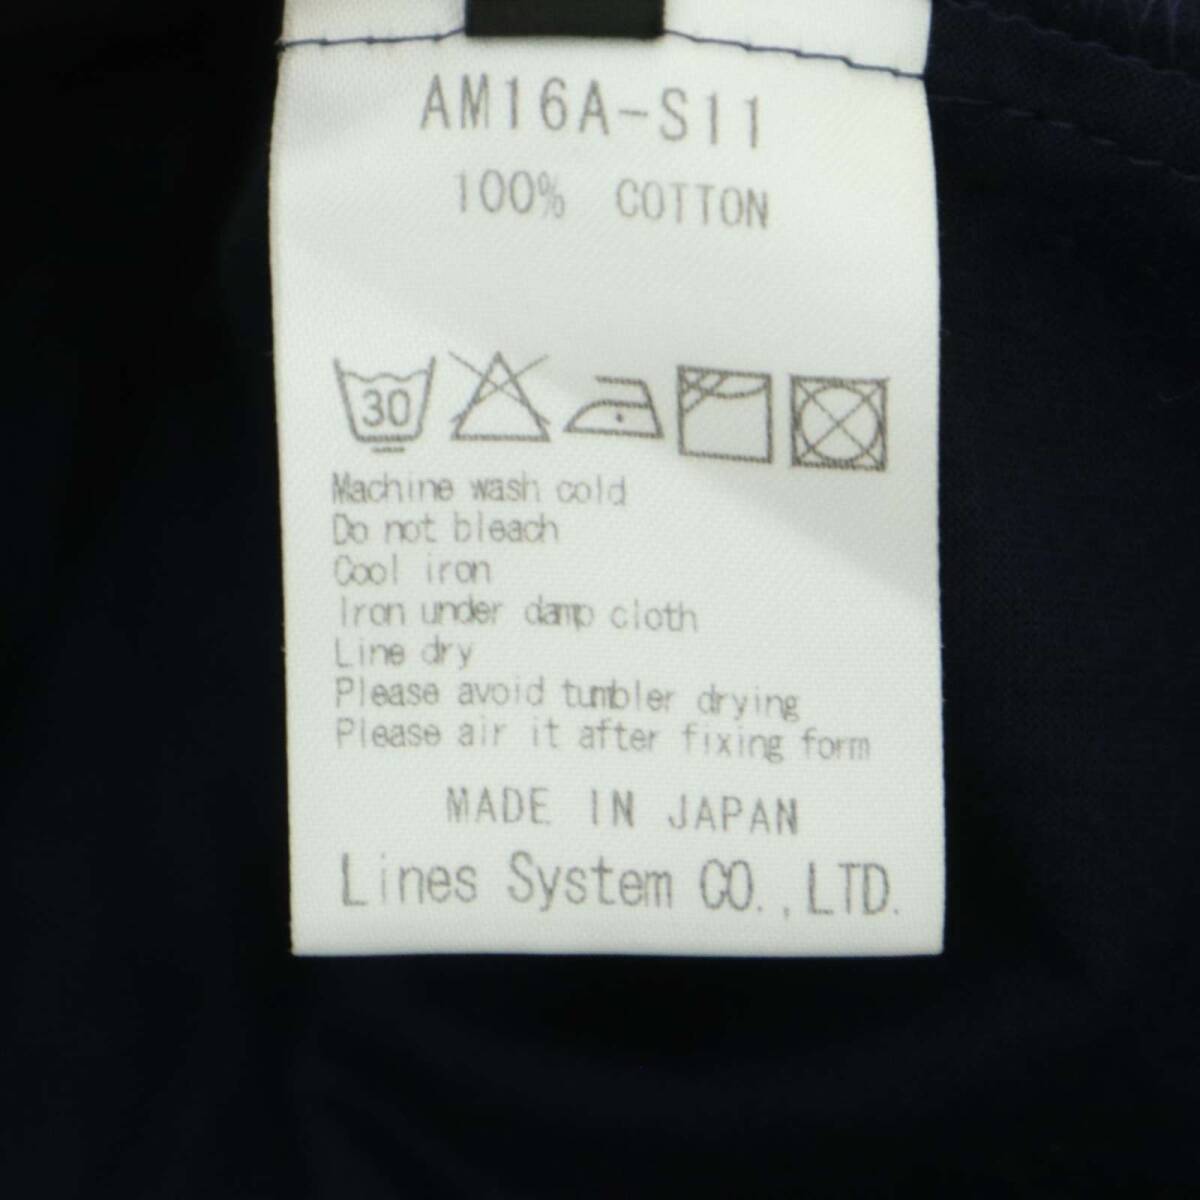 AM16A-S11
100% COTTON
30
Machine wash cold
Do not bleach
Cool iron
Iron under damp cloth
Line dry
Please avoid tumbler drying
Please air it after fixing form
MADE IN JAPAN
Lines System CO.,LTD.